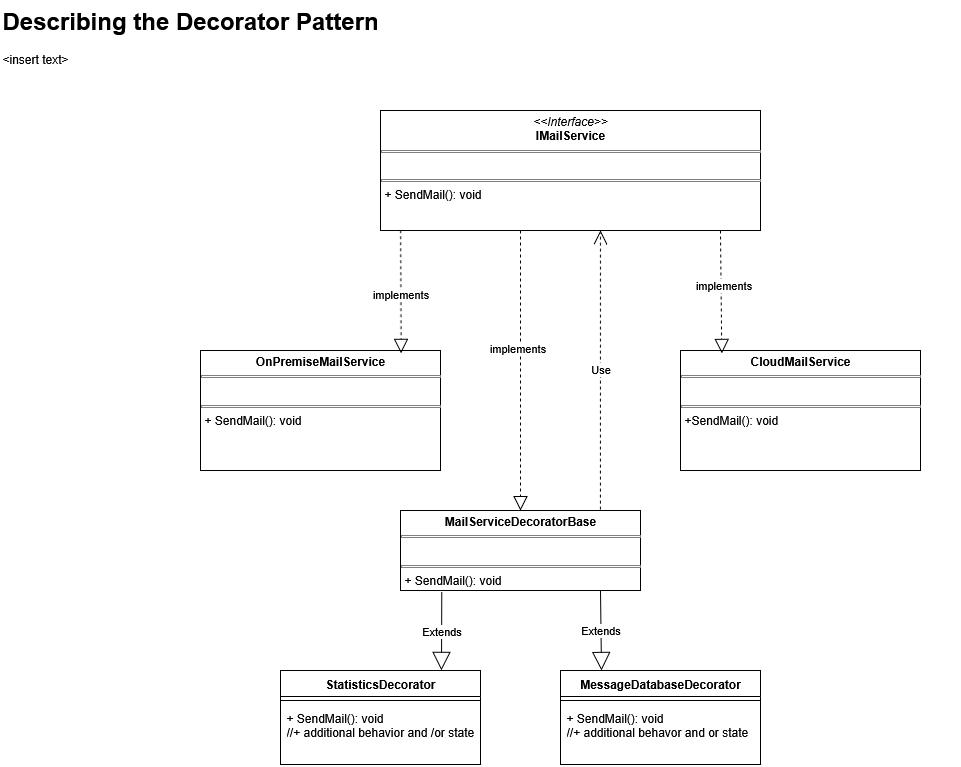 Describing the Decorator Pattern
<insert text>
<<Interface>>
IMailService
+ SendMail(): void
implements
implements
implements
Use
OnPremiseMailService
+ SendMail(): void
CloudMailService
+SendMail(): void
MailServiceDecoratorBase
+ SendMail(): void
Extends
Extends
StatisticsDecorator
+ SendMail(): void
//+ additional behavior and /or state
MessageDatabaseDecorator
+ SendMail(): void
//+ additional behavor and or state